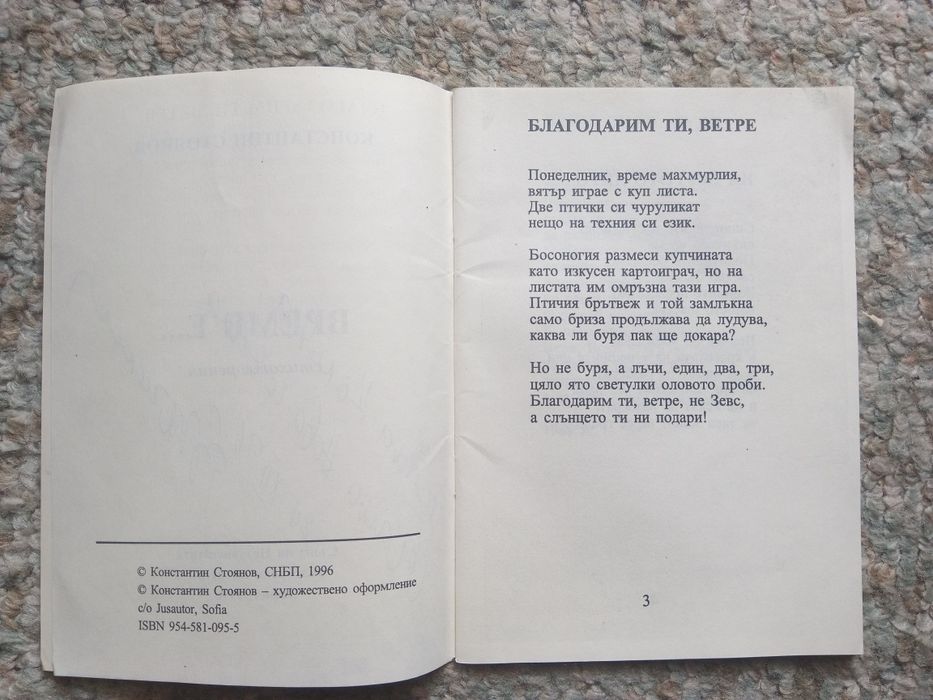 © Константин Стоянов, СНБП, 1996
© Константин Стоянов – художествено оформление
c/o Jusautor, Sofia
ISBN 954-581-095-5
БЛАГОДАРИМ ТИ, ВЕТРЕ
Понеделник, време махмурлия,
вятър играе с куп листа.
Две птички си чуруликат
нещо на техния си език.
Босоногия размеси купчината
като изкусен картоиграч, но на
листата им омръзна тази игра.
Птичия брътвеж и той замлъкна
само бриза продължава да лудува,
каква ли буря пак ще докара?
Но не буря, а лъчи, един, два, три,
цяло ято светулки оловото проби.
Благодарим ти, ветре, не Зевс,
а слънцето ти ни подари!
3